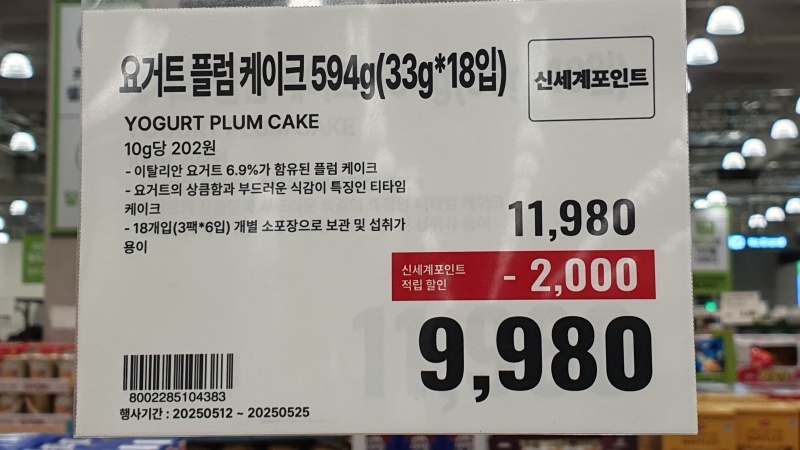 요거트 플럼 케이크 594g(33g*18입)
신세계포인트
YOGURT PLUM CAKE
10g당 202원
- 이탈리안 요거트 6.9%가 함유된 플럼 케이크
- 요거트의 상큼함과 부드러운 식감이 특징인 티타임
케이크
- 18개입(3팩*6입) 개별 소포장으로 보관 및 섭취가
용이
11,980
신세계포인트
적립 할인
- 2,000
9,980
8002285104383
행사기간 : 20250512 ~ 20250525